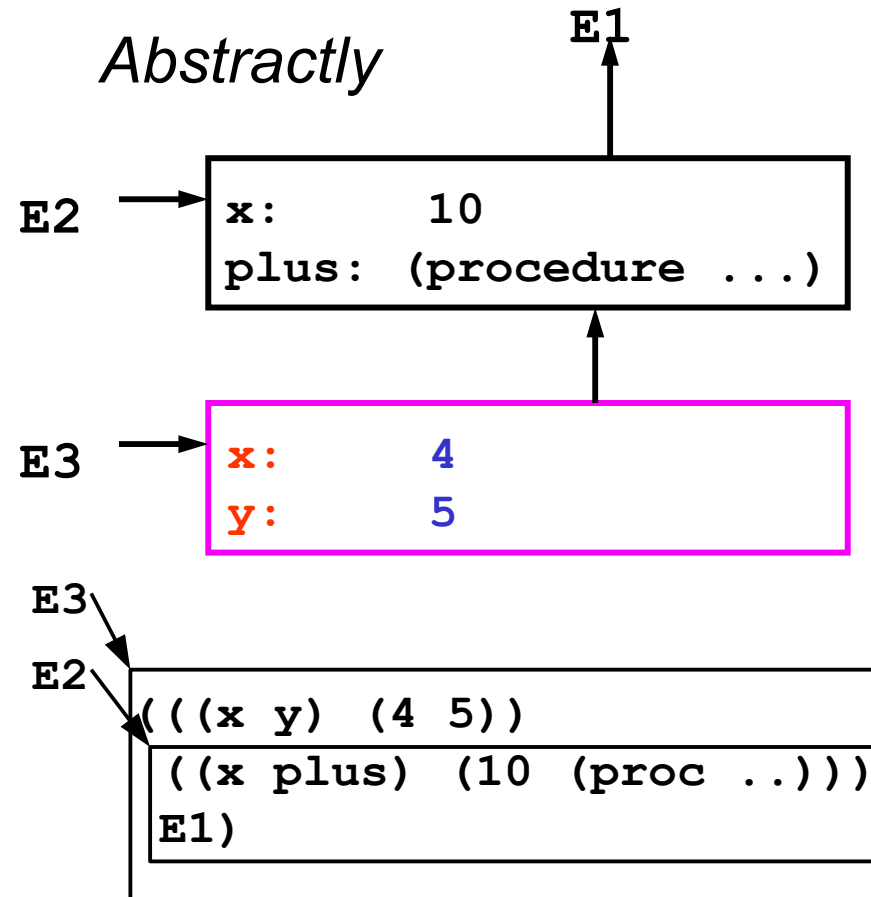 E1
Abstractly
E2
x: 10
plus: (procedure ...)
E3
x: 4
y: 5
E3
E2
(((x y) (4 5))
((x plus) (10 (proc ..)))
E1)